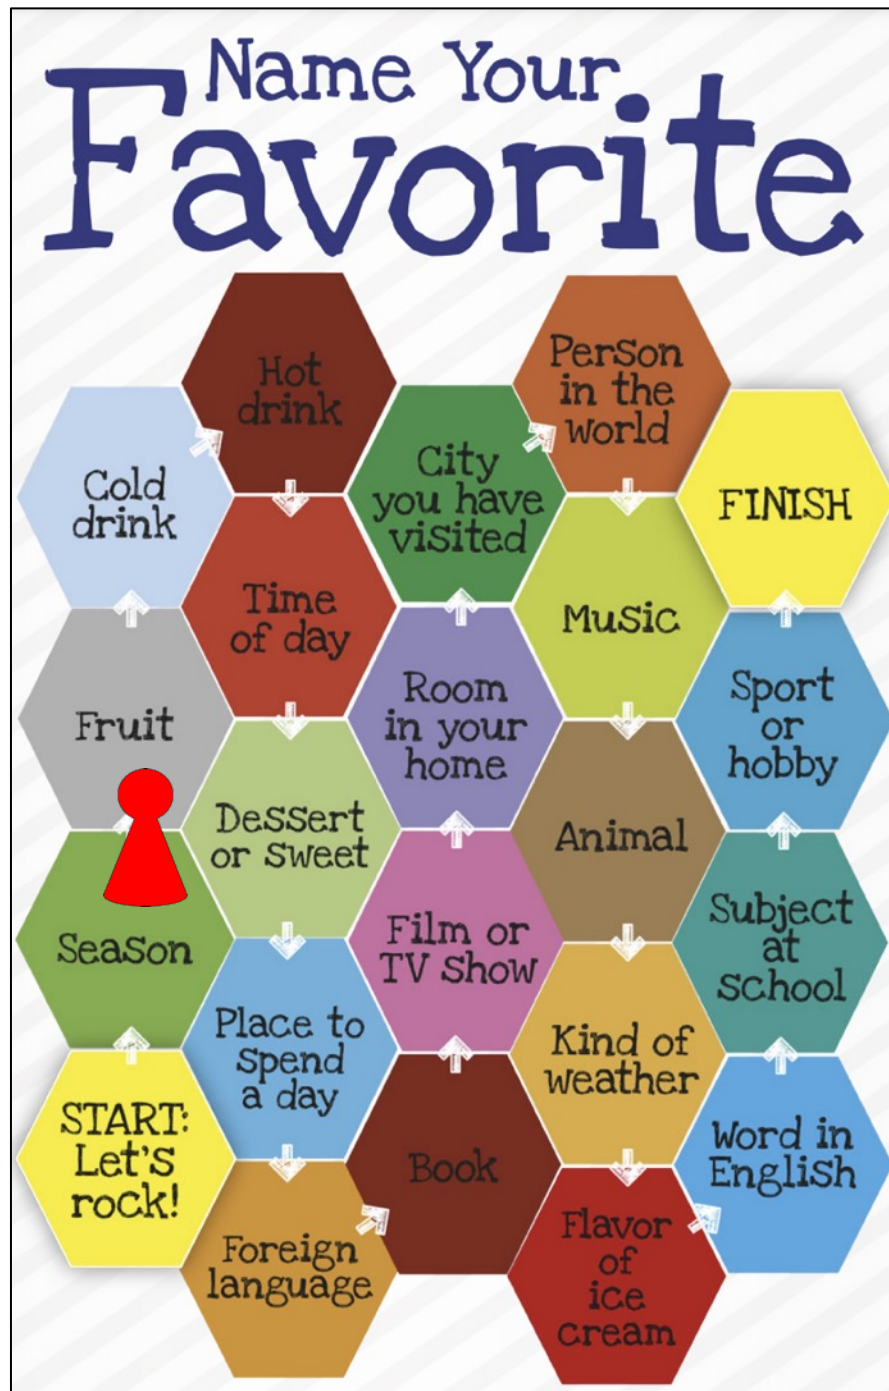 Name Your
Favorite
START:
Let's
rock!
Season
Fruit
Cold
drink
Hot
drink
Time
of day
Dessert
or sweet
Place to
spend
a day
Foreign
language
Book
Film or
TV show
Room
in your
home
City
you have
visited
Person
in the
world
Music
Animal
Kind of
weather
Flavor
of
ice
cream
Word in
English
Subject
at
school
Sport
or
hobby
FINISH